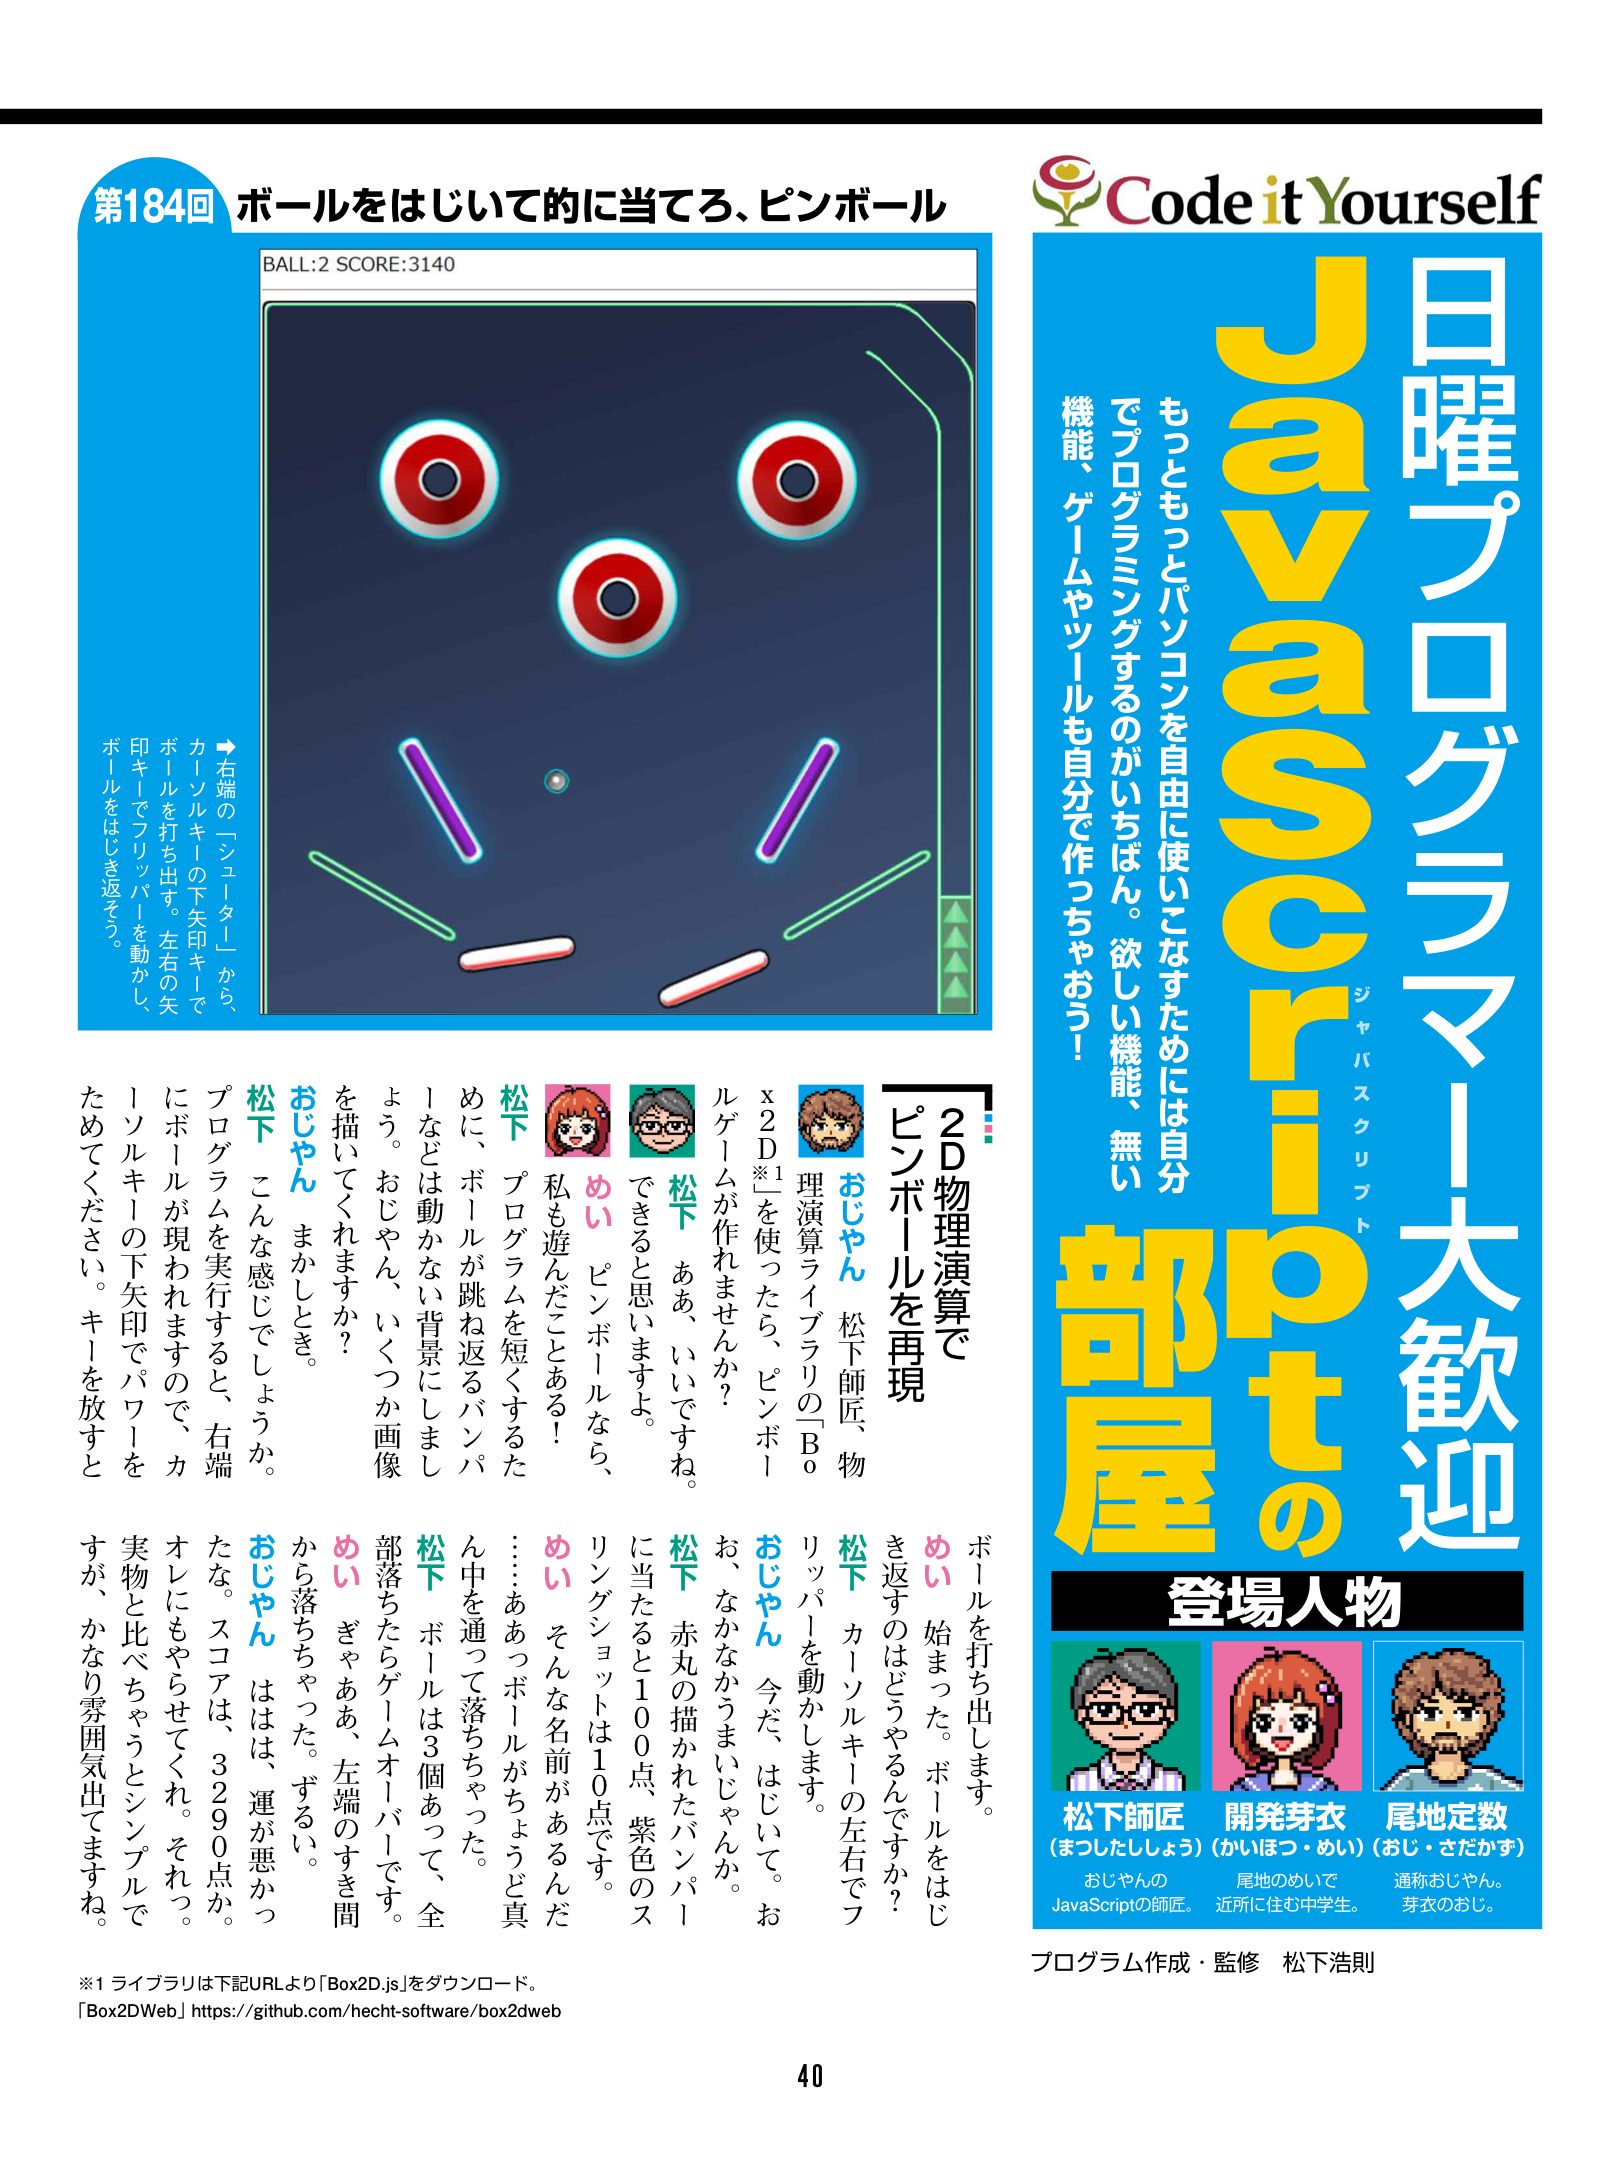 Code it Yourself
日曜プログラマー大歓迎
JavaScriptの
ジャバスクリプト
部屋
もっともっとパソコンを自由に使いこなすためには自分
でプログラミングするのがいちばん。欲しい機能、無い
機能、ゲームやツールも自分で作っちゃおう！
登場人物
尾地定数
（おじ・さだかず）
通称おじやん。
芽衣のおじ。
開発芽衣
（かいほつ・めい）
尾地のめいで
近所に住む中学生。
松下師匠
（まつしたししょう）
おじやんの
JavaScriptの師匠。
プログラム作成・監修　松下浩則
第184回
ボールをはじいて的に当てろ、ピンボール
BALL:2 SCORE:3140
➡右端の「シューター」から、
カーソルキーの下矢印キーで
ボールを打ち出す。左右の矢
印キーでフリッパーを動かし、
ボールをはじき返そう。
２Ｄ物理演算で
ピンボールを再現
おじやん　松下師匠、物
理演算ライブラリの「Ｂｏ
ｘ２Ｄ※1」を使ったら、ピンボー
ルゲームが作れませんか？
松下　ああ、いいですね。
できると思いますよ。
めい　ピンボールなら、
私も遊んだことある！
松下　プログラムを短くするた
めに、ボールが跳ね返るバンパ
ーなどは動かない背景にしまし
ょう。おじやん、いくつか画像
を描いてくれますか？
おじやん　まかしとき。
松下　こんな感じでしょうか。
プログラムを実行すると、右端
にボールが現われますので、カ
ーソルキーの下矢印でパワーを
ためてください。キーを放すと
ボールを打ち出します。
めい　始まった。ボールをはじ
き返すのはどうやるんですか？
松下　カーソルキーの左右でフ
リッパーを動かします。
おじやん　今だ、はじいて。お
お、なかなかうまいじゃんか。
松下　赤丸の描かれたバンパー
に当たると１００点、紫色のス
リングショットは１０点です。
めい　そんな名前があるんだ
……ああっボールがちょうど真
ん中を通って落ちちゃった。
松下　ボールは３個あって、全
部落ちたらゲームオーバーです。
めい　ぎゃああ、左端のすき間
から落ちちゃった。ずるい。
おじやん　ははは、運が悪かっ
たな。スコアは、３２９０点か。
オレにもやらせてくれ。それっ。
実物と比べちゃうとシンプルで
すが、かなり雰囲気出てますね。
※1 ライブラリは下記URLより「Box2D.js」をダウンロード。
「Box2DWeb」 https://github.com/hecht-software/box2dweb
40